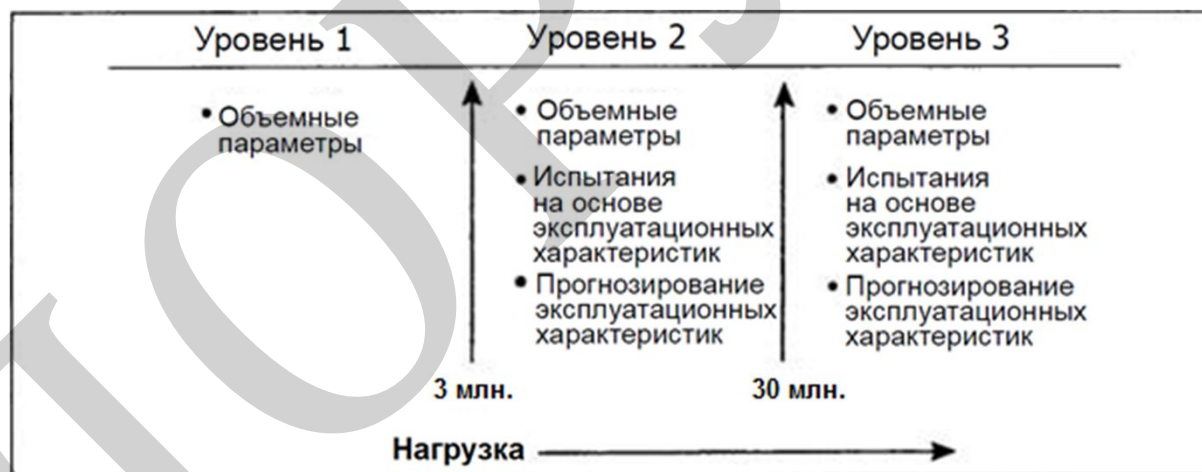 Уровень 1
Уровень 2
Уровень 3
• Объемные
параметры
• Объемные
параметры
• Испытания
на основе
эксплуатационных
характеристик
• Прогнозирование
эксплуатационных
характеристик
• Объемные
параметры
• Испытания
на основе
эксплуатационных
характеристик
• Прогнозирование
эксплуатационных
характеристик
3 млн.
30 млн.
Нагрузка